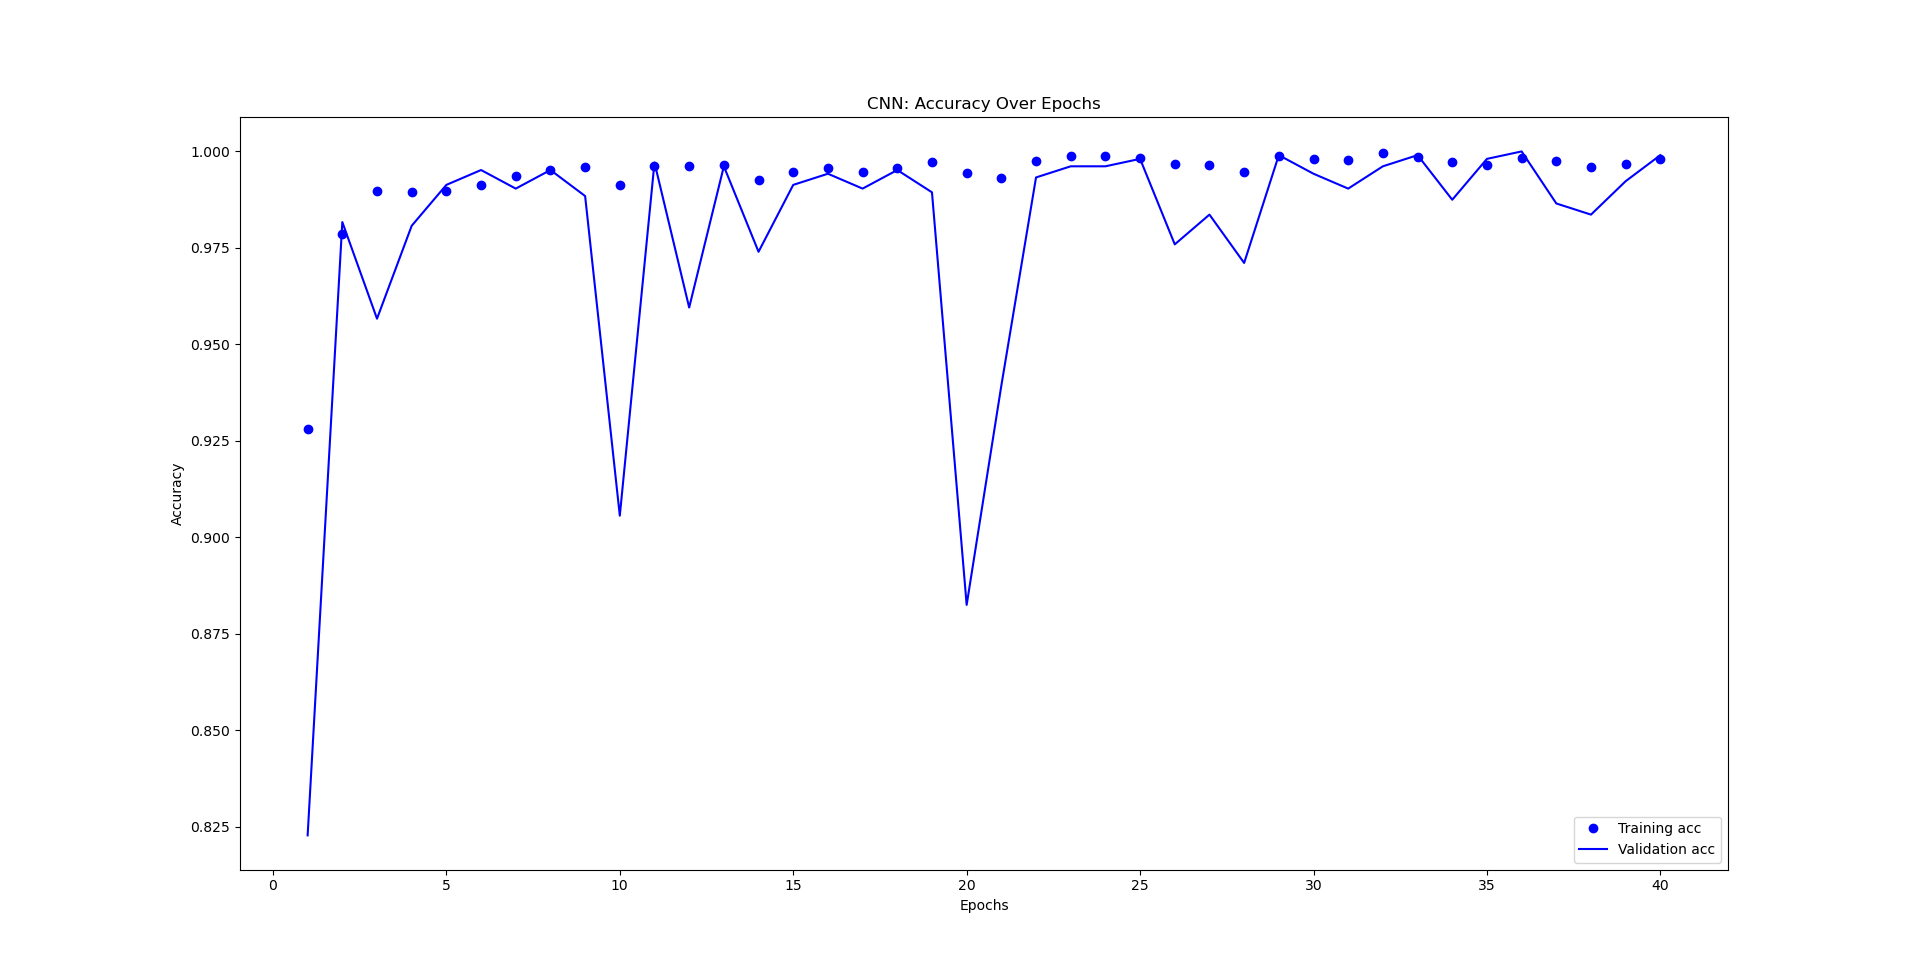 CNN: Accuracy Over Epochs
1.000
0.975
0.950
0.925
0.900
0.875
0.850
0.825
Accuracy
0 5 10 15 20 25 30 35 40
Epochs
Training acc
Validation acc